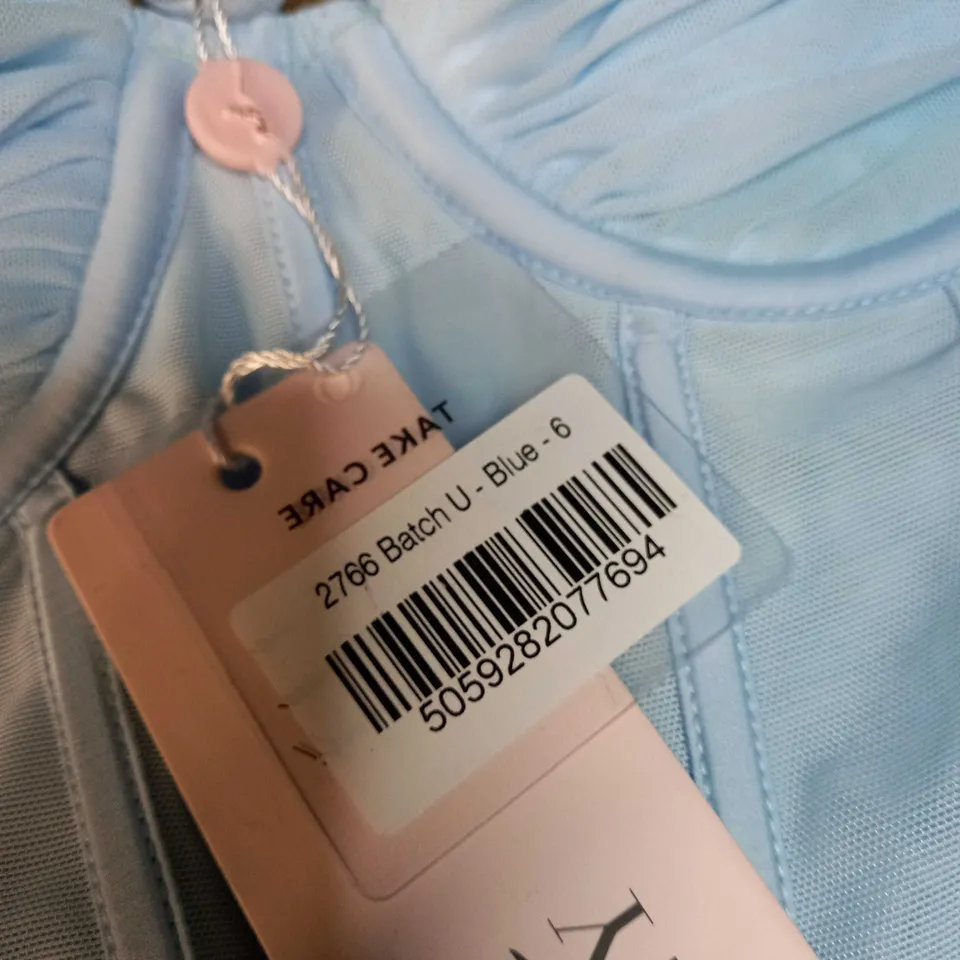 TAKE CARE
2766 Batch U - Blue - 6
5059282077694